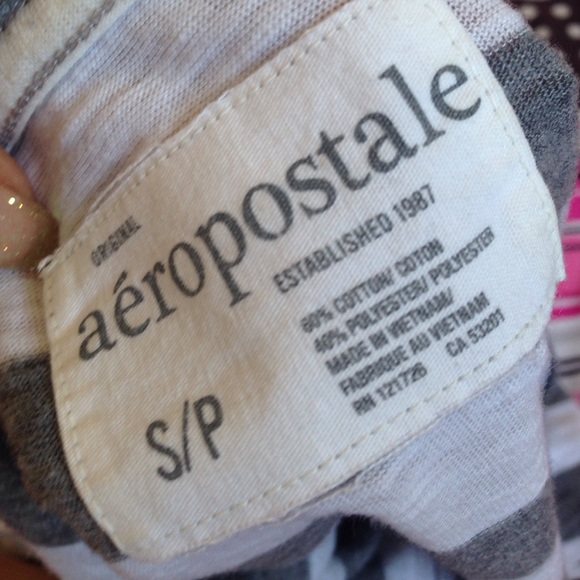 ORIGINAL
aéropostale
ESTABLISHED 1987
60% COTTON/ COTON
40% POLYESTER/ POLYESTER
MADE IN VIETNAM/
FABRIQUE AU VIETNAM
RN 121726 CA 53201
S/P